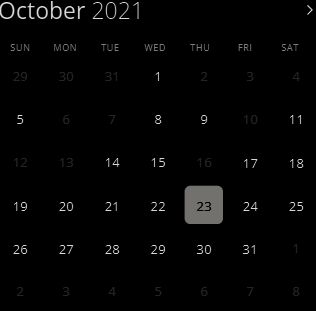 October 2021
SUN MON TUE WED THU FRI SAT
29 30 31 1 2 3 4
5 6 7 8 9 10 11
12 13 14 15 16 17 18
19 20 21 22 23 24 25
26 27 28 29 30 31 1
2 3 4 5 6 7 8